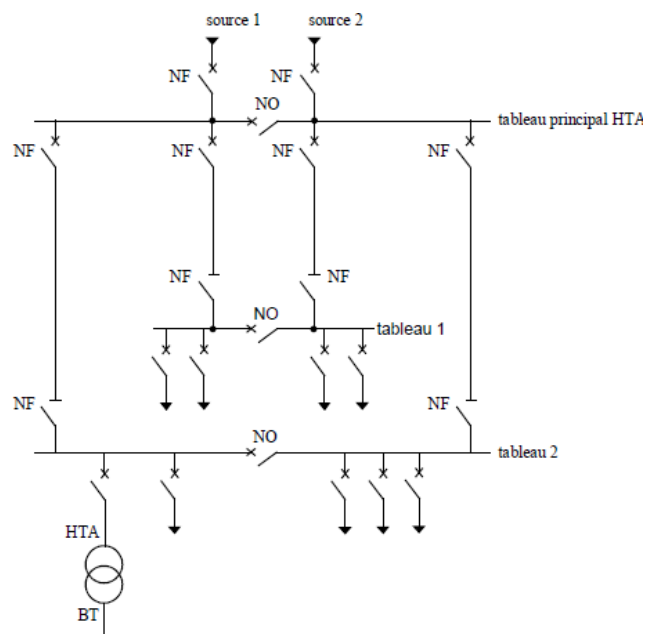 source 1
source 2
NF
NF
NO
tableau principal HTA
NF
NF
NF
NF
NF
NF
NO
tableau 1
NF
NF
NO
tableau 2
HTA
BT